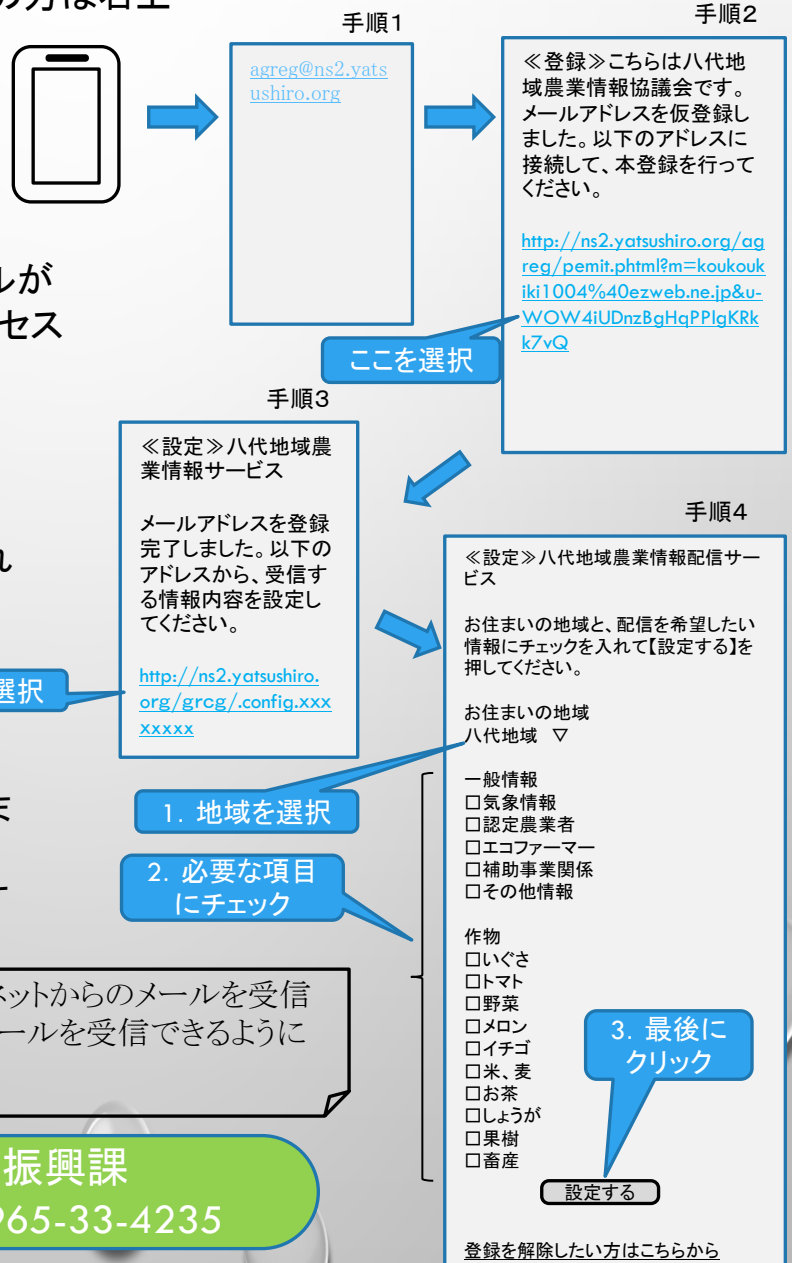 の方は右上
手順1
agreg@ns2.yats
ushiro.org
手順2
≪登録≫こちらは八代地
域農業情報協議会です。
メールアドレスを仮登録し
ました。以下のアドレスに
接続して、本登録を行って
ください。
http://ns2.yatsushiro.org/ag
reg/pemit.phtml?m=koukouk
iki1004%40ezweb.ne.jp&u-
WOW4iUDnzBgHqPPIgKRk
k7vQ
ここを選択
ルが
セス
手順3
≪設定≫八代地域農
業情報サービス
メールアドレスを登録
完了しました。以下の
アドレスから、受信す
る情報内容を設定し
てください。
http://ns2.yatsushiro.
org/grcg/.config.xxx
xxxxx
れ
選択
手順4
≪設定≫八代地域農業情報配信サー
ビス
お住まいの地域と、配信を希望したい
情報にチェックを入れて【設定する】を
押してください。
お住まいの地域
八代地域 ▽
1. 地域を選択
一般情報
□気象情報
□認定農業者
□エコファーマー
□補助事業関係
□その他情報
2. 必要な項目
にチェック
作物
□いぐさ
□トマト
□野菜
□メロン
□イチゴ
□米、麦
□お茶
□しょうが
□果樹
□畜産
3. 最後に
クリック
設定する
登録を解除したい方はこちらから
ネットからのメールを受信
メールを受信できるように
振興課
965-33-4235